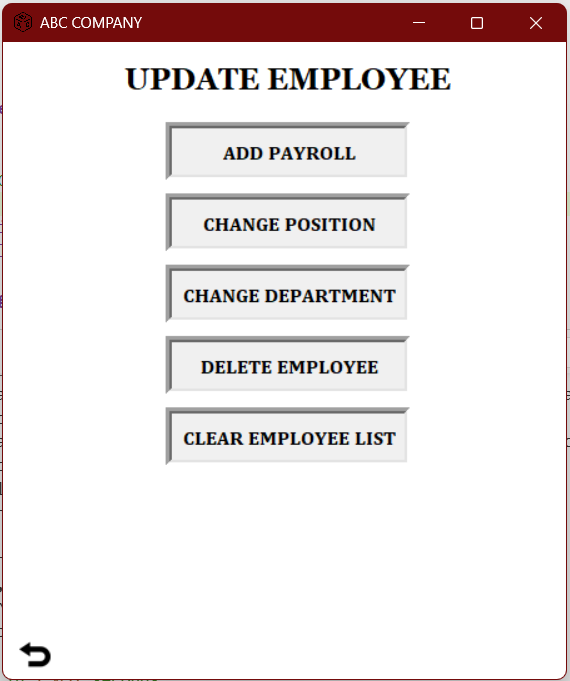 ABC COMPANY
UPDATE EMPLOYEE
ADD PAYROLL
CHANGE POSITION
CHANGE DEPARTMENT
DELETE EMPLOYEE
CLEAR EMPLOYEE LIST